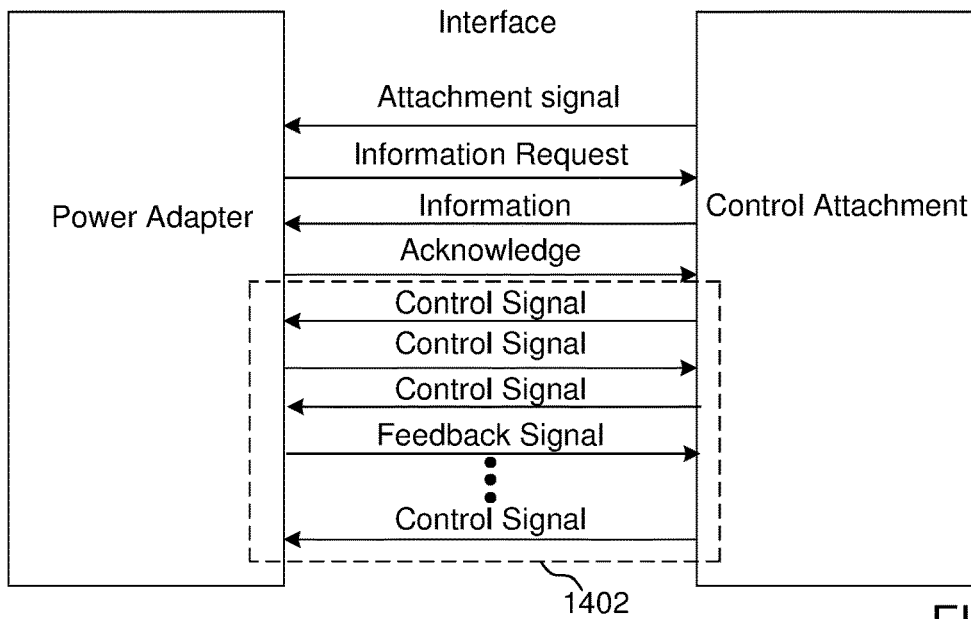 Interface
Attachment signal
Information Request
Power Adapter
Information
Control Attachment
Acknowledge
Control Signal
Control Signal
Control Signal
Feedback Signal
Control Signal
1402